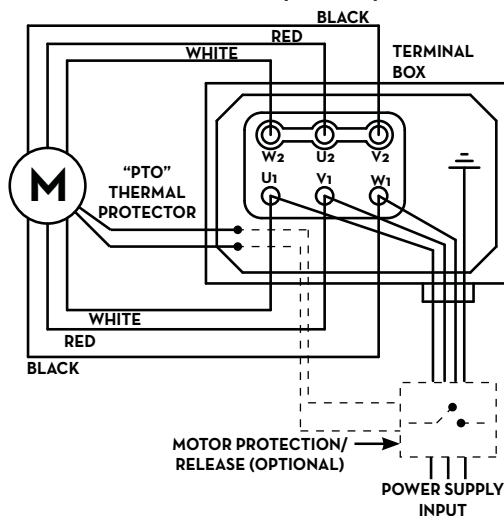 BLACK
RED
WHITE
TERMINAL
BOX
W2 U2 V2
U1 V1 W1
M
“PTO”
THERMAL
PROTECTOR
WHITE
RED
BLACK
MOTOR PROTECTION/
RELEASE (OPTIONAL)
POWER SUPPLY
INPUT